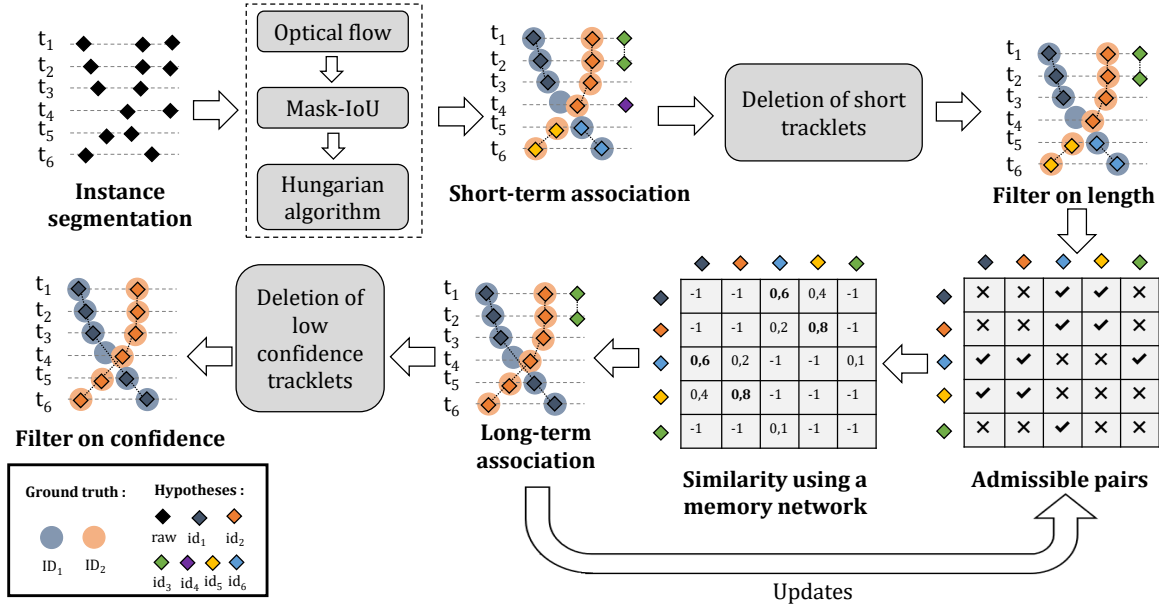 t1
t2
t3
t4
t5
t6
Instance
segmentation
Optical flow
Mask-IoU
Hungarian
algorithm
t1
t2
t3
t4
t5
t6
Short-term association
Deletion of short
tracklets
t1
t2
t3
t4
t5
t6
Filter on length
Admissible pairs
-1 -1 0,6 0,4 -1
-1 -1 0,2 0,8 -1
0,6 0,2 -1 -1 0,1
0,4 0,8 -1 -1 -1
-1 -1 0,1 -1 -1
Similarity using a
memory network
t1
t2
t3
t4
t5
t6
Long-term
association
Deletion of
low
confidence
tracklets
t1
t2
t3
t4
t5
t6
Filter on confidence
Updates
Ground truth :
ID1 ID2
Hypotheses :
raw id1 id2
id3 id4 id5 id6